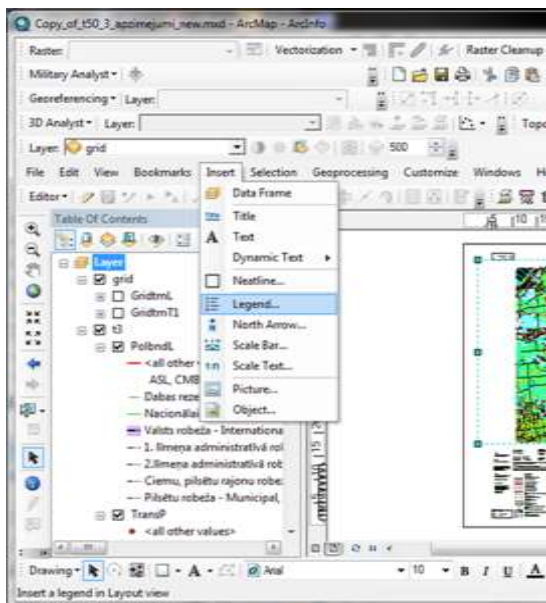 Copy_of_t50_3_apzimejumi_new.mxd - ArcMap - ArcInfo
Raster: Vectorization Raster Cleanup
Military Analyst
Georeferencing Layer:
3D Analyst Layer: Topo
Layer: grid 500
File Edit View Bookmarks Insert Selection Geoprocessing Customize Windows H
Editor
Table Of Contents
Layer
grid
GridtmL
GridtmT1
t3
PolbndL
<all other
ASL, CMB
Dabas reze
Nacionālai
Valsts robeža - Internationa
1. līmeņa administratīvā rol
2.līmeņa administratīvā rot
Ciemu, pilsētu rajonu robe:
Pilsētu robeža - Municipal,
TransP
<all other values>
Data Frame
Title
Text
Dynamic Text
Neatline...
Legend...
North Arrow...
Scale Bar...
Scale Text...
Picture...
Object...
Drawing A Arial 10 B I U A
Insert a legend in Layout view